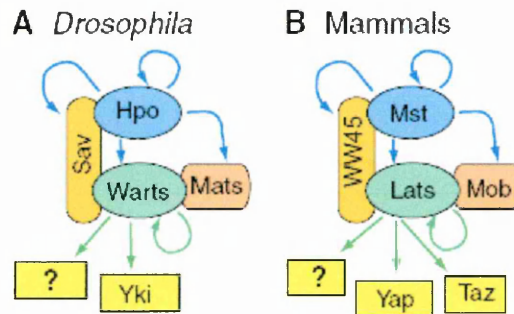 A Drosophila
Hpo
Sav
Warts
Mats
?
Yki
B Mammals
Mst
WW45
Lats
Mob
?
Yap
Taz